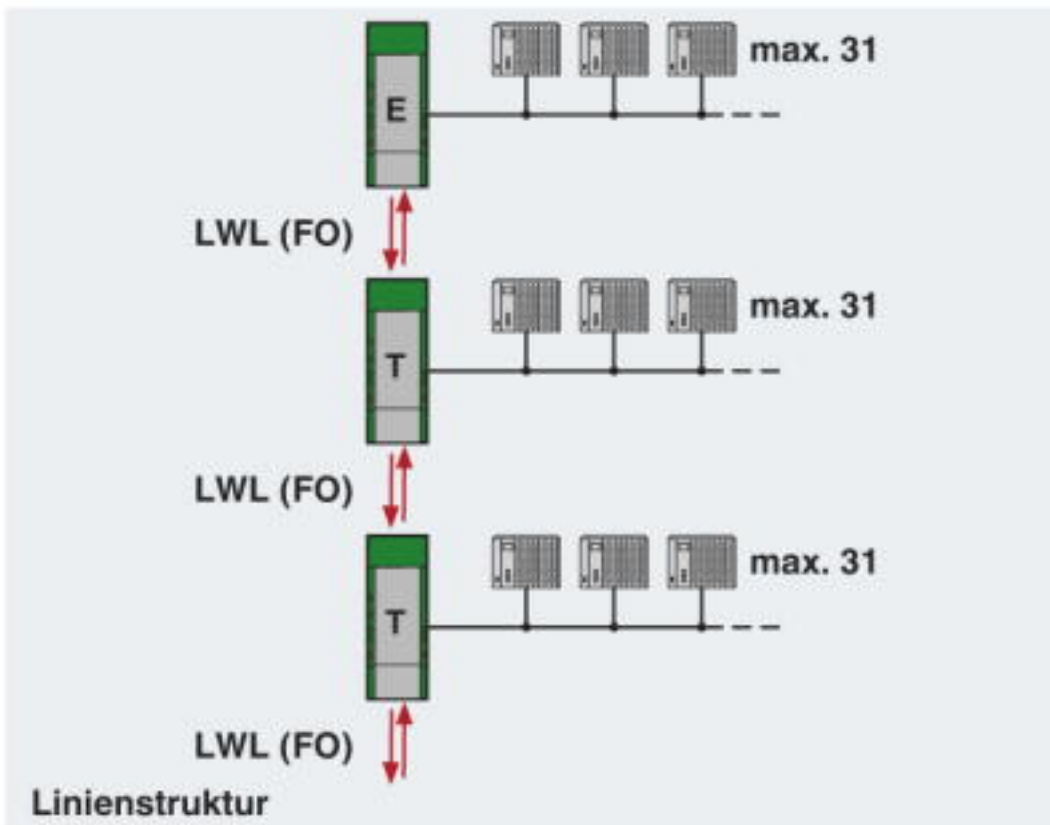 E
max. 31
LWL (FO)
T
max. 31
LWL (FO)
T
max. 31
LWL (FO)
Linienstruktur